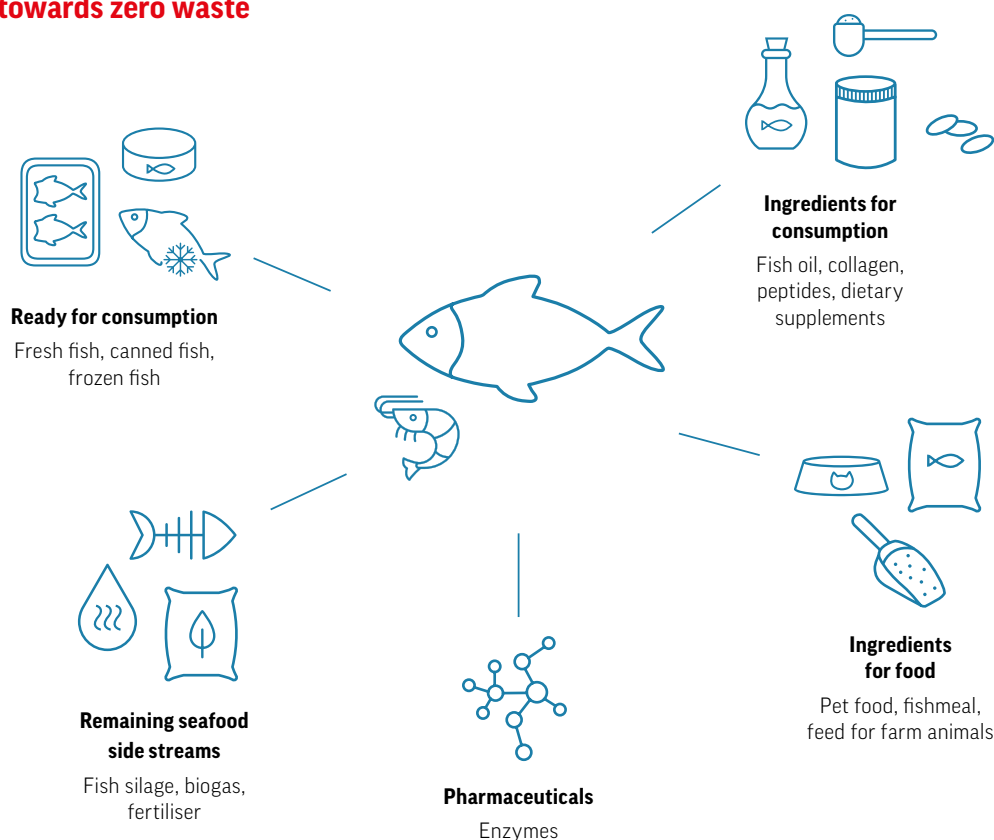 towards zero waste
Ingredients for
consumption
Fish oil, collagen,
peptides, dietary
supplements
Ready for consumption
Fresh fish, canned fish,
frozen fish
Ingredients
for food
Pet food, fishmeal,
feed for farm animals
Remaining seafood
side streams
Fish silage, biogas,
fertiliser
Pharmaceuticals
Enzymes